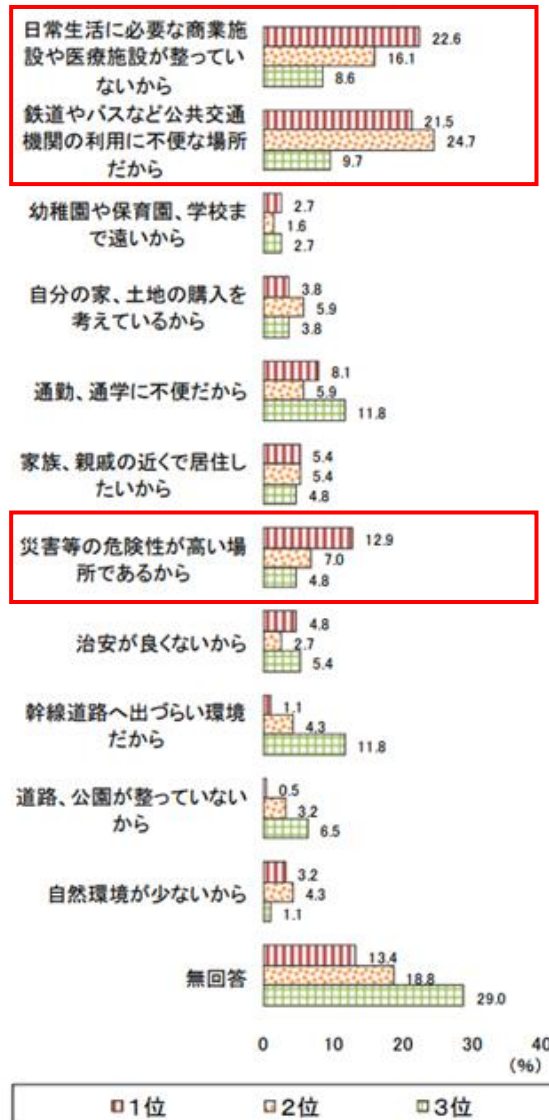 日常生活に必要な商業施
設や医療施設が整ってい
ないから
22.6
16.1
8.6
鉄道やバスなど公共交通
機関の利用に不便な場所
だから
21.5
24.7
9.7
幼稚園や保育園、学校ま
で遠いから
2.7
1.6
2.7
自分の家、土地の購入を
考えているから
3.8
5.9
3.8
通勤、通学に不便だから
8.1
5.9
11.8
家族、親戚の近くで居住し
たいから
5.4
5.4
4.8
災害等の危険性が高い場
所であるから
12.9
7.0
4.8
治安が良くないから
4.8
2.7
5.4
幹線道路へ出づらい環境
だから
1.1
4.3
11.8
道路、公園が整っていない
から
0.5
3.2
6.5
自然環境が少ないから
3.2
4.3
1.1
無回答
13.4
18.8
29.0
0 10 20 30 40
(%)
1位 2位 3位